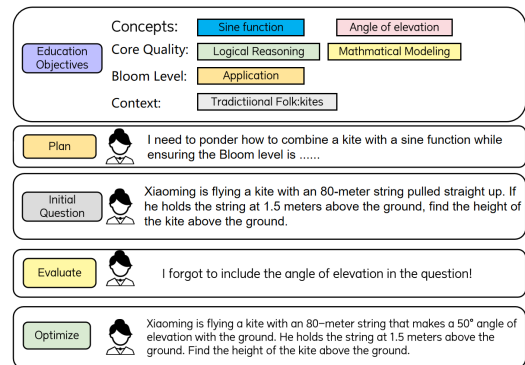 Education Objectives
Concepts: Sine function Angle of elevation
Core Quality: Logical Reasoning Mathmatical Modeling
Bloom Level: Application
Context: Tradictiional Folk:kites
Plan
I need to ponder how to combine a kite with a sine function while
ensuring the Bloom level is ......
Initial
Question
Xiaoming is flying a kite with an 80-meter string pulled straight up. If
he holds the string at 1.5 meters above the ground, find the height of
the kite above the ground.
Evaluate
I forgot to include the angle of elevation in the question!
Optimize
Xiaoming is flying a kite with an 80-meter string that makes a 50° angle of
elevation with the ground. He holds the string at 1.5 meters above the
ground. Find the height of the kite above the ground.